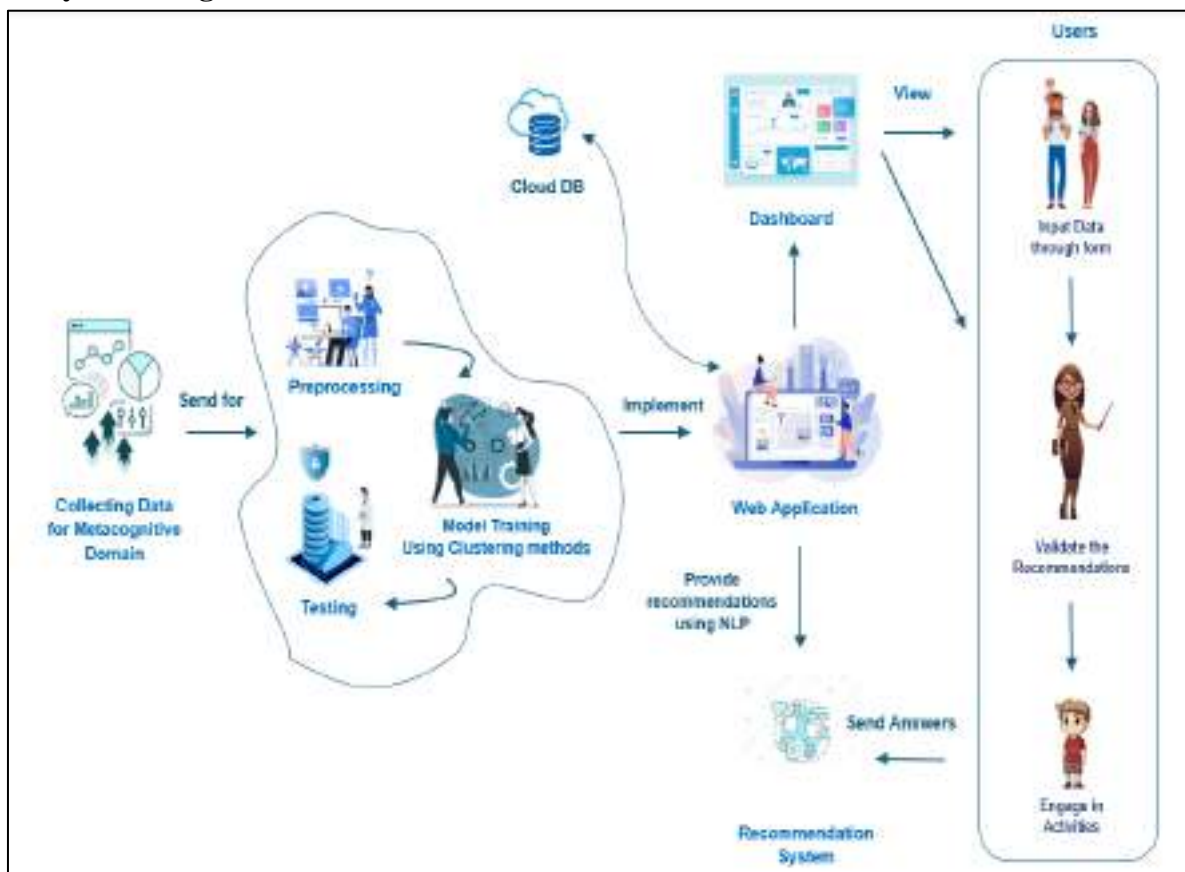 Users
View
Cloud DB
Dashboard
Input Data
through form
Preprocessing
Send for
Implement
Collecting Data
for Metacognitive
Domain
Model Training
Using Clustering methods
Web Application
Testing
Provide
recommendations
using NLP
Validate the
Recommendations
Send Answers
Engage in
Activities
Recommendation
System